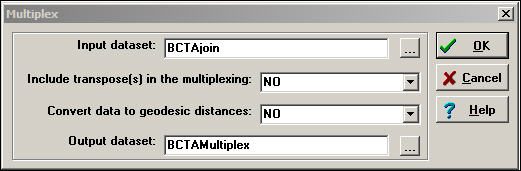 Multiplex
Input dataset: BCTAjoin ... OK
Include transpose(s) in the multiplexing: NO Cancel
Convert data to geodesic distances: NO Help
Output dataset: BCTAMultiplex ...